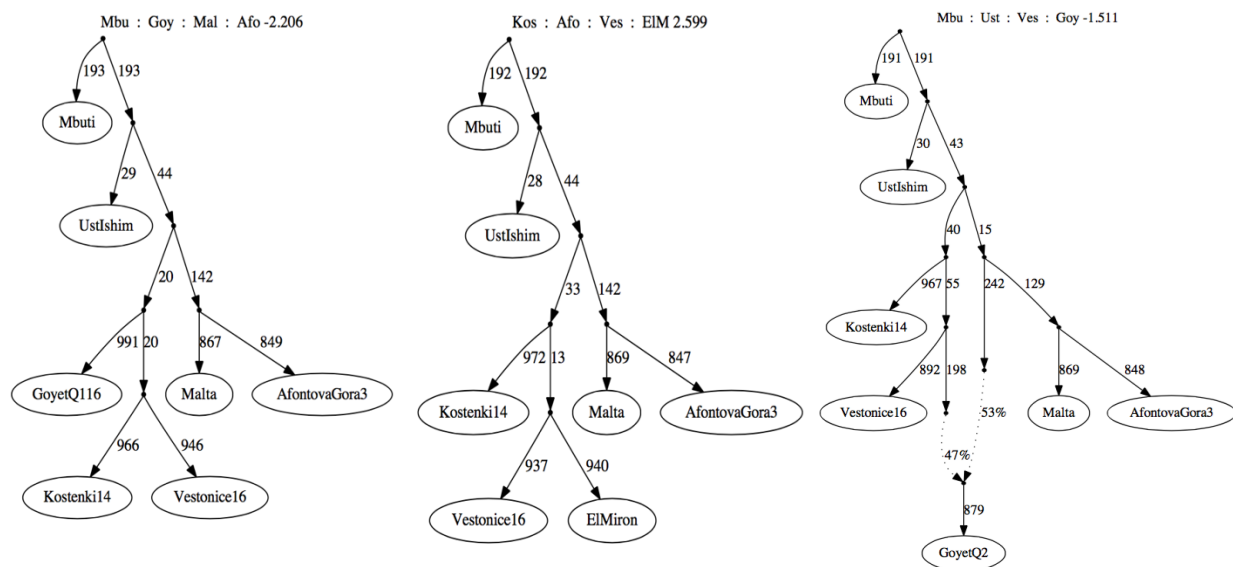 Mbu : Goy : Mal : Afo -2.206
193
193
Mbuti
29
44
UstIshim
20
142
991
20
867
849
GoyetQ116
Malta
AfontovaGora3
966
946
Kostenki14
Vestonice16
Kos : Afo : Ves : ElM 2.599
192
192
Mbuti
28
44
UstIshim
33
142
972
13
869
847
Kostenki14
Malta
AfontovaGora3
937
940
Vestonice16
ElMiron
Mbu : Ust : Ves : Goy -1.511
191
191
Mbuti
30
43
UstIshim
40
15
967
55
242
129
Kostenki14
892
198
869
848
Vestonice16
53%
Malta
AfontovaGora3
47%
879
GoyetQ2